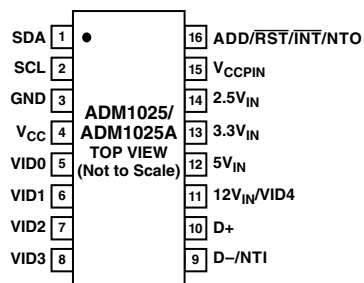 SDA 1 16 ADD/RST/INT/NTO
SCL 2 15 VCCPIN
GND 3 14 2.5VIN
ADM1025/
VCC 4 13 3.3VIN
ADM1025A
TOP VIEW
VID0 5 12 5VIN
(Not to Scale)
VID1 6 11 12VIN/VID4
VID2 7 10 D+
VID3 8 9 D–/NTI